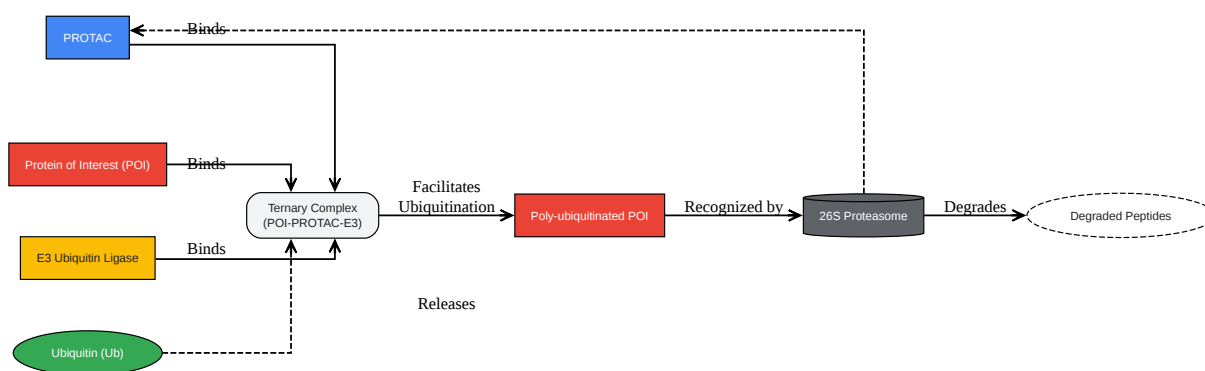 PROTAC
Binds
Protein of Interest (POI)
Binds
E3 Ubiquitin Ligase
Binds
Ubiquitin (Ub)
Ternary Complex
(POI-PROTAC-E3)
Facilitates
Ubiquitination
Releases
Poly-ubiquitinated POI
Recognized by
26S Proteasome
Degrades
Degraded Peptides